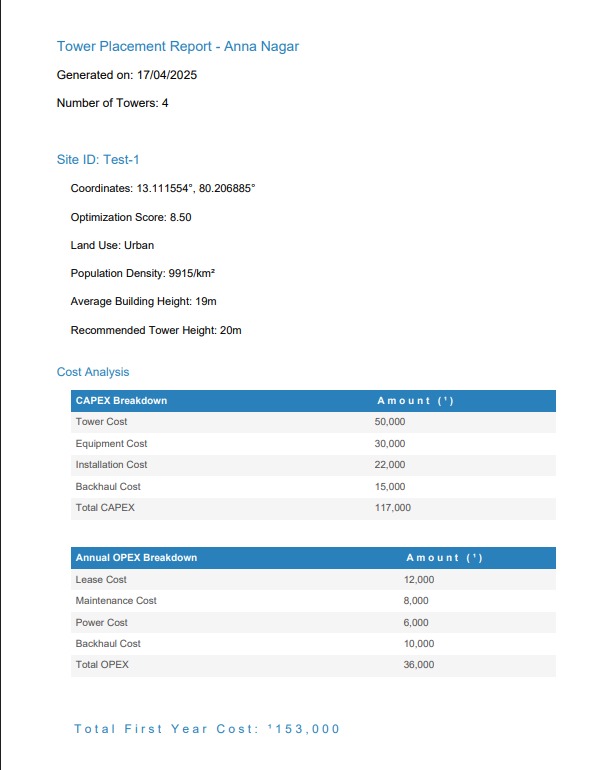 Tower Placement Report - Anna Nagar
Generated on: 17/04/2025
Number of Towers: 4
Site ID: Test-1
Coordinates: 13.111554°, 80.206885°
Optimization Score: 8.50
Land Use: Urban
Population Density: 9915/km²
Average Building Height: 19m
Recommended Tower Height: 20m
Cost Analysis
CAPEX Breakdown Amount (¹)
Tower Cost 50,000
Equipment Cost 30,000
Installation Cost 22,000
Backhaul Cost 15,000
Total CAPEX 117,000
Annual OPEX Breakdown Amount (¹)
Lease Cost 12,000
Maintenance Cost 8,000
Power Cost 6,000
Backhaul Cost 10,000
Total OPEX 36,000
Total First Year Cost: ¹153,000